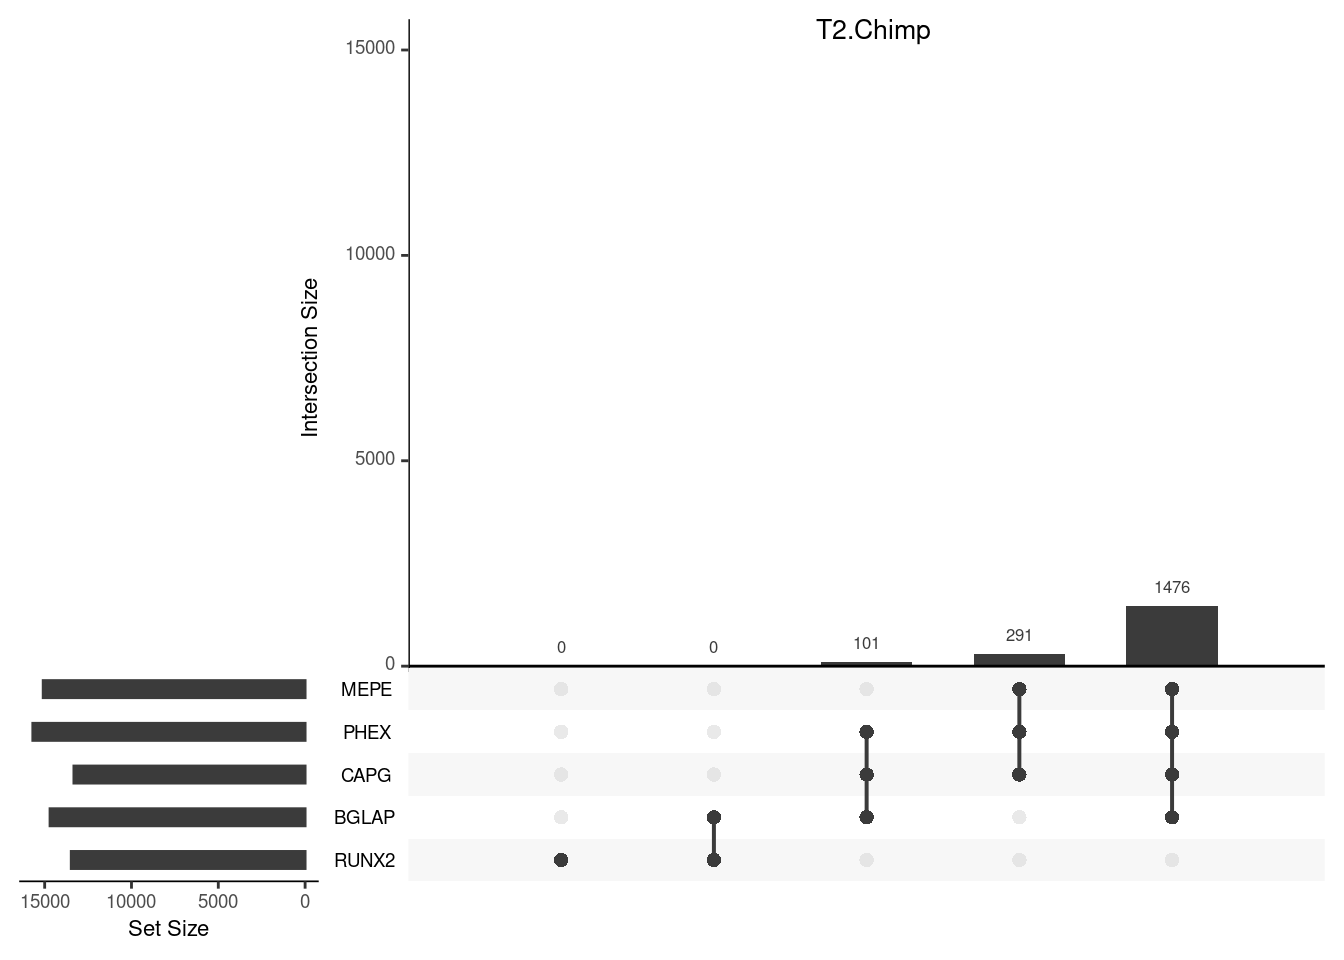 T2.Chimp
15000
10000
5000
0
Intersection Size
0
0
101
291
1476
MEPE
PHEX
CAPG
BGLAP
RUNX2
15000 10000 5000 0
Set Size